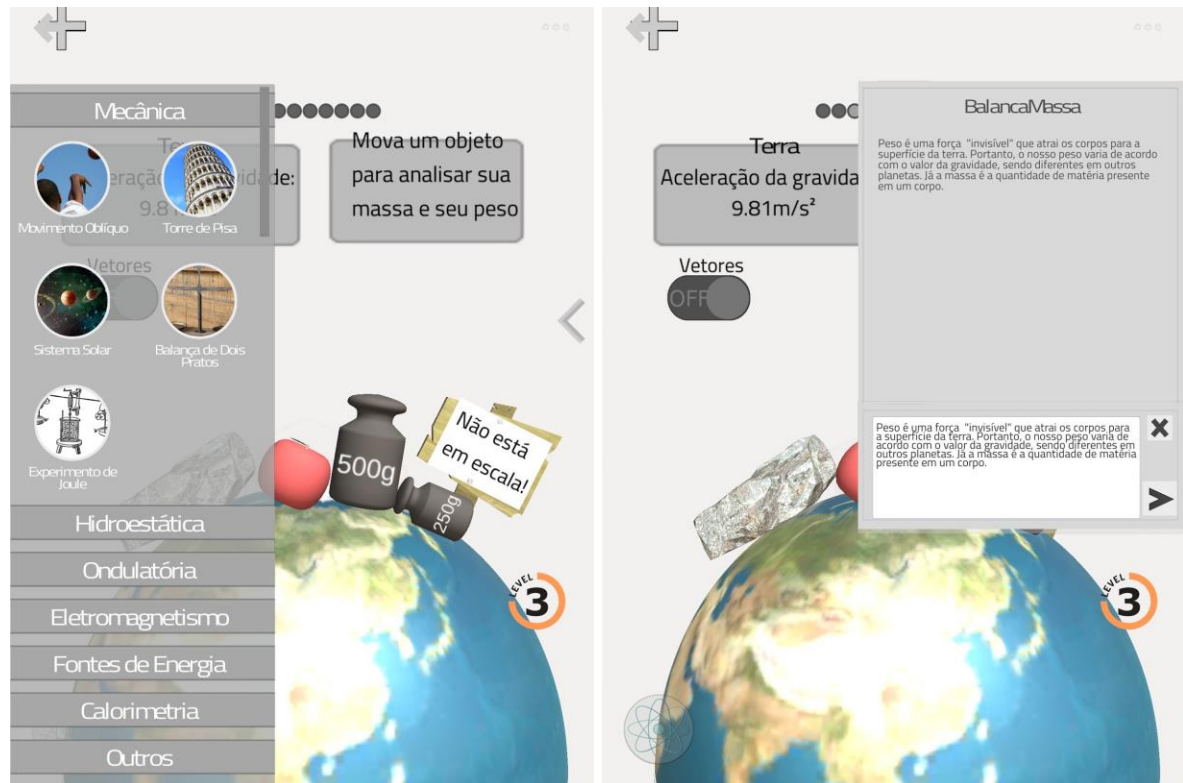 Mecânica
Movimento Oblíquo
Torre de Pisa
Sistema Solar
Balança de Dois
Pratos
Experimento de
Joule
Hidroestática
Ondulatória
Eletromagnetismo
Fontes de Energia
Calorimetria
Outros
9.8
Vetores
Mova um objeto
para analisar sua
massa e seu peso
500g
250g
Não está
em escala!
LEVEL
3
Terra
Aceleração da gravida
9.81m/s²
Vetores
OFF
BalancaMassa
Peso é uma força "invisível" que atrai os corpos para a
superfície da terra. Portanto, o nosso peso varia de acordo
com o valor da gravidade, sendo diferentes em outros
planetas. Já a massa é a quantidade de matéria presente
em um corpo.
Peso é uma força "invisível" que atrai os corpos para
a superfície da terra. Portanto, o nosso peso varia de
acordo com o valor da gravidade, sendo diferentes em
outros planetas. Já a massa é a quantidade de matéria
presente em um corpo.
LEVEL
3